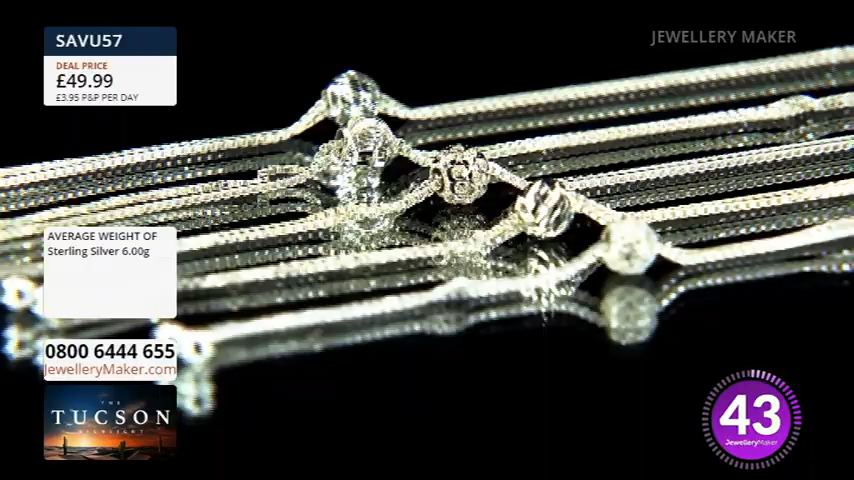 SAVU57
DEAL PRICE
£49.99
£3.95 P&P PER DAY
JEWELLERY MAKER
AVERAGE WEIGHT OF
Sterling Silver 6.00g
0800 6444 655
JewelleryMaker.com
THE
TUCSON
HIGHLIGHT
43
JewelleryMaker